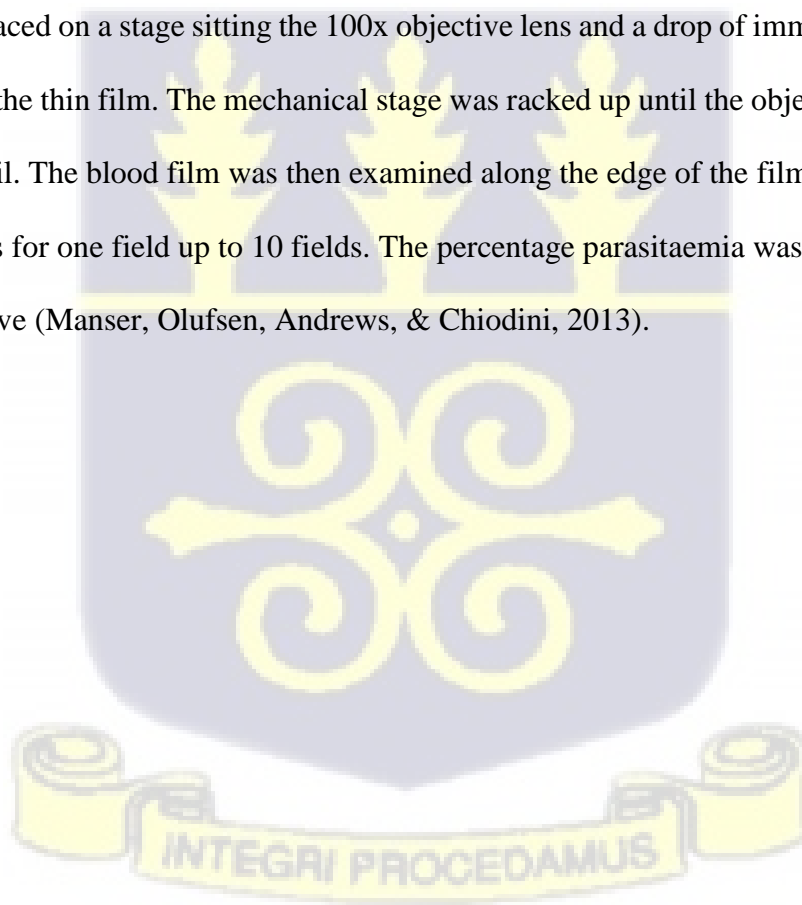 aced on a stage sitting the 100x objective lens and a drop of imm
the thin film. The mechanical stage was racked up until the obje
il. The blood film was then examined along the edge of the film
s for one field up to 10 fields. The percentage parasitaemia was
ve (Manser, Olufsen, Andrews, & Chiodini, 2013).
INTEGRI PROCEDAMUS